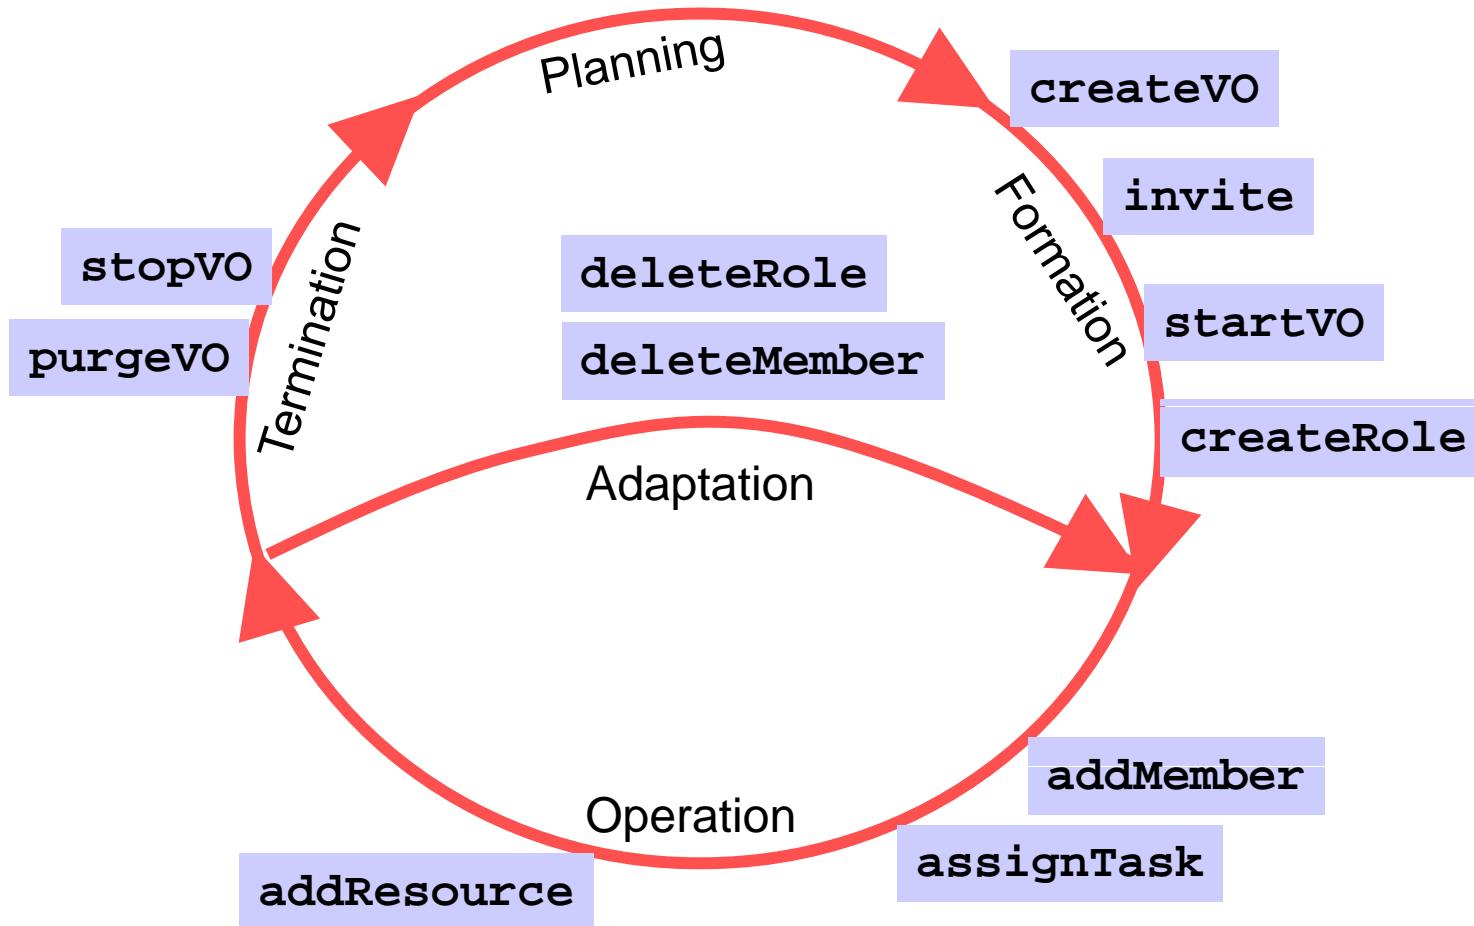 Planning
createVO
invite
Formation
stopVO
deleteRole
startVO
purgeVO
Termination
deleteMember
createRole
Adaptation
addMember
Operation
assignTask
addResource